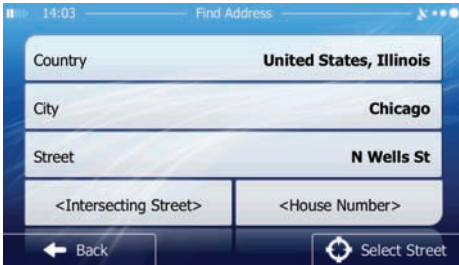 14:03 Find Address
Country United States, Illinois
City Chicago
Street N Wells St
<Intersecting Street> <House Number>
Back Select Street